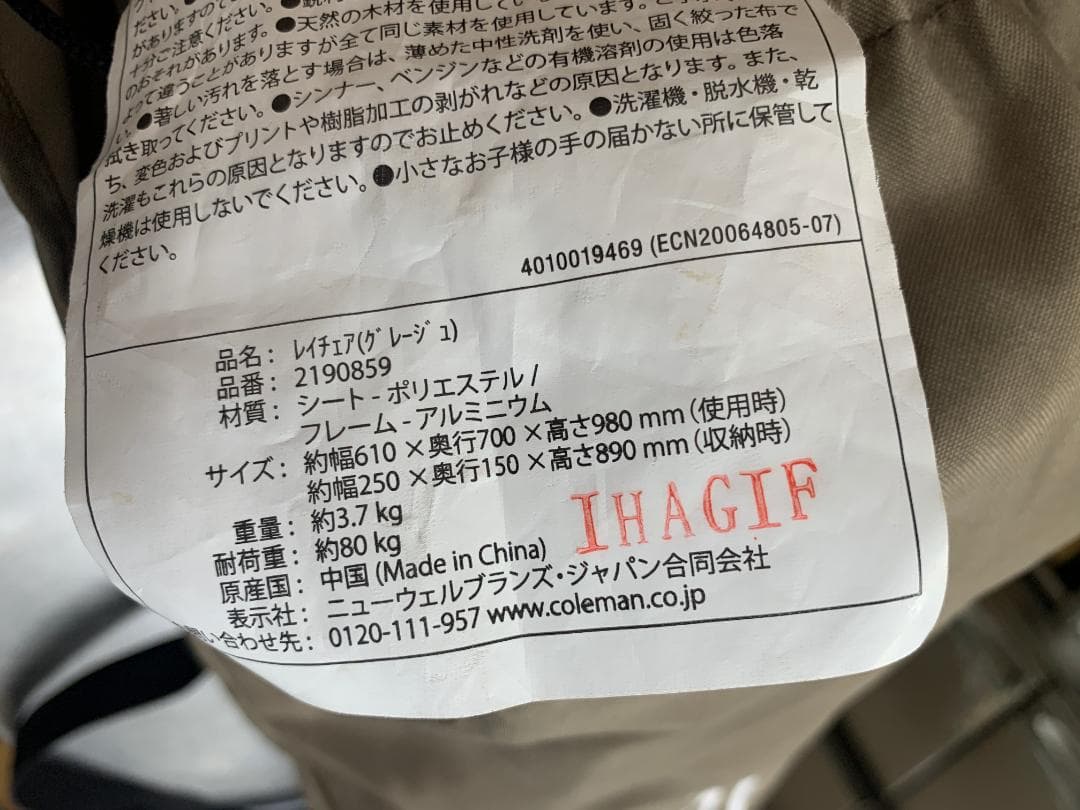 ださい。
がありますので
十分ご注意ください。
のおそれがあります。●天然の木材を使用してい
よって違うことがありますが全て同じ素材を使用しています。
い。●著しい汚れを落とす場合は、薄めた中性洗剤を使い、固く絞った布で
拭き取ってください。●シンナー、ベンジンなどの有機溶剤の使用は色落
ち、変色およびプリントや樹脂加工の剥がれなどの原因となります。また、
洗濯もこれらの原因となりますのでお止めください。●洗濯機・脱水機・乾
燥機は使用しないでください。●小さなお子様の手の届かない所に保管して
ください。
4010019469 (ECN20064805-07)
品名: ﾚｲﾁｪｱ(ｸﾞﾚｰｼﾞｭ)
品番: 2190859
材質: シート - ポリエステル /
フレーム - アルミニウム
サイズ: 約幅610 × 奥行700 × 高さ980 mm (使用時)
約幅250 × 奥行150 × 高さ890 mm (収納時)
重量: 約3.7 kg
耐荷重: 約80 kg
IHAGIF
原産国: 中国 (Made in China)
表示社: ニューウェルブランズ・ジャパン合同会社
い合わせ先: 0120-111-957 www.coleman.co.jp